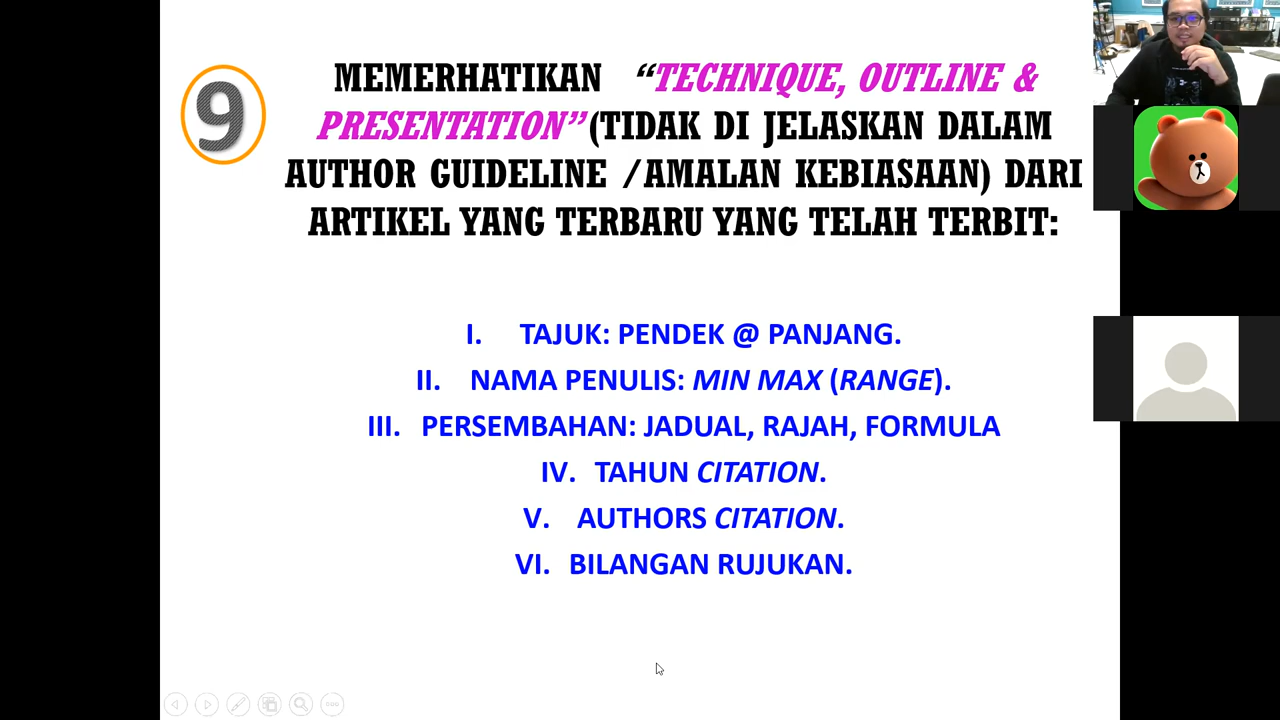 9
MEMERHATIKAN “TECHNIQUE, OUTLINE &
PRESENTATION”(TIDAK DI JELASKAN DALAM
AUTHOR GUIDELINE /AMALAN KEBIASAAN) DARI
ARTIKEL YANG TERBARU YANG TELAH TERBIT:
I. TAJUK: PENDEK @ PANJANG.
II. NAMA PENULIS: MIN MAX (RANGE).
III. PERSEMBAHAN: JADUAL, RAJAH, FORMULA
IV. TAHUN CITATION.
V. AUTHORS CITATION.
VI. BILANGAN RUJUKAN.